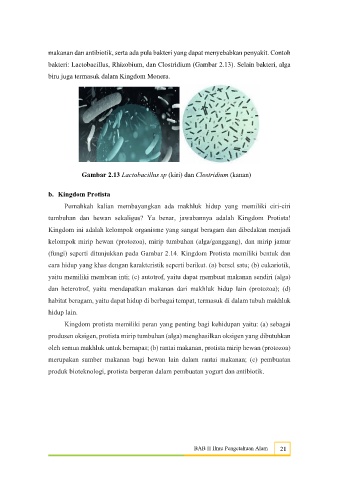 makanan dan antibiotik, serta ada pula bakteri yang dapat menyebabkan penyakit. Contoh
bakteri: Lactobacillus, Rhizobium, dan Clostridium (Gambar 2.13). Selain bakteri, alga
biru juga termasuk dalam Kingdom Monera.
Gambar 2.13 Lactobacillus sp (kiri) dan Clostridium (kanan)
b. Kingdom Protista
Pernahkah kalian membayangkan ada makhluk hidup yang memiliki ciri-ciri
tumbuhan dan hewan sekaligus? Ya benar, jawabannya adalah Kingdom Protista!
Kingdom ini adalah kelompok organisme yang sangat beragam dan dibedakan menjadi
kelompok mirip hewan (protozoa), mirip tumbuhan (alga/ganggang), dan mirip jamur
(fungi) seperti ditunjukkan pada Gambar 2.14. Kingdom Protista memiliki bentuk dan
cara hidup yang khas dengan karakteristik seperti berikut. (a) bersel satu; (b) eukariotik,
yaitu memiliki membran inti; (c) autotrof, yaitu dapat membuat makanan sendiri (alga)
dan heterotrof, yaitu mendapatkan makanan dari makhluk hidup lain (protozoa); (d)
habitat beragam, yaitu dapat hidup di berbagai tempat, termasuk di dalam tubuh makhluk
hidup lain.
Kingdom protista memiliki peran yang penting bagi kehidupan yaitu: (a) sebagai
produsen oksigen, protista mirip tumbuhan (alga) menghasilkan oksigen yang dibutuhkan
oleh semua makhluk untuk bernapas; (b) rantai makanan, protista mirip hewan (protozoa)
merupakan sumber makanan bagi hewan lain dalam rantai makanan; (c) pembuatan
produk bioteknologi, protista berperan dalam pembuatan yogurt dan antibiotik.
BAB II Ilmu Pengetahuan Alam 21